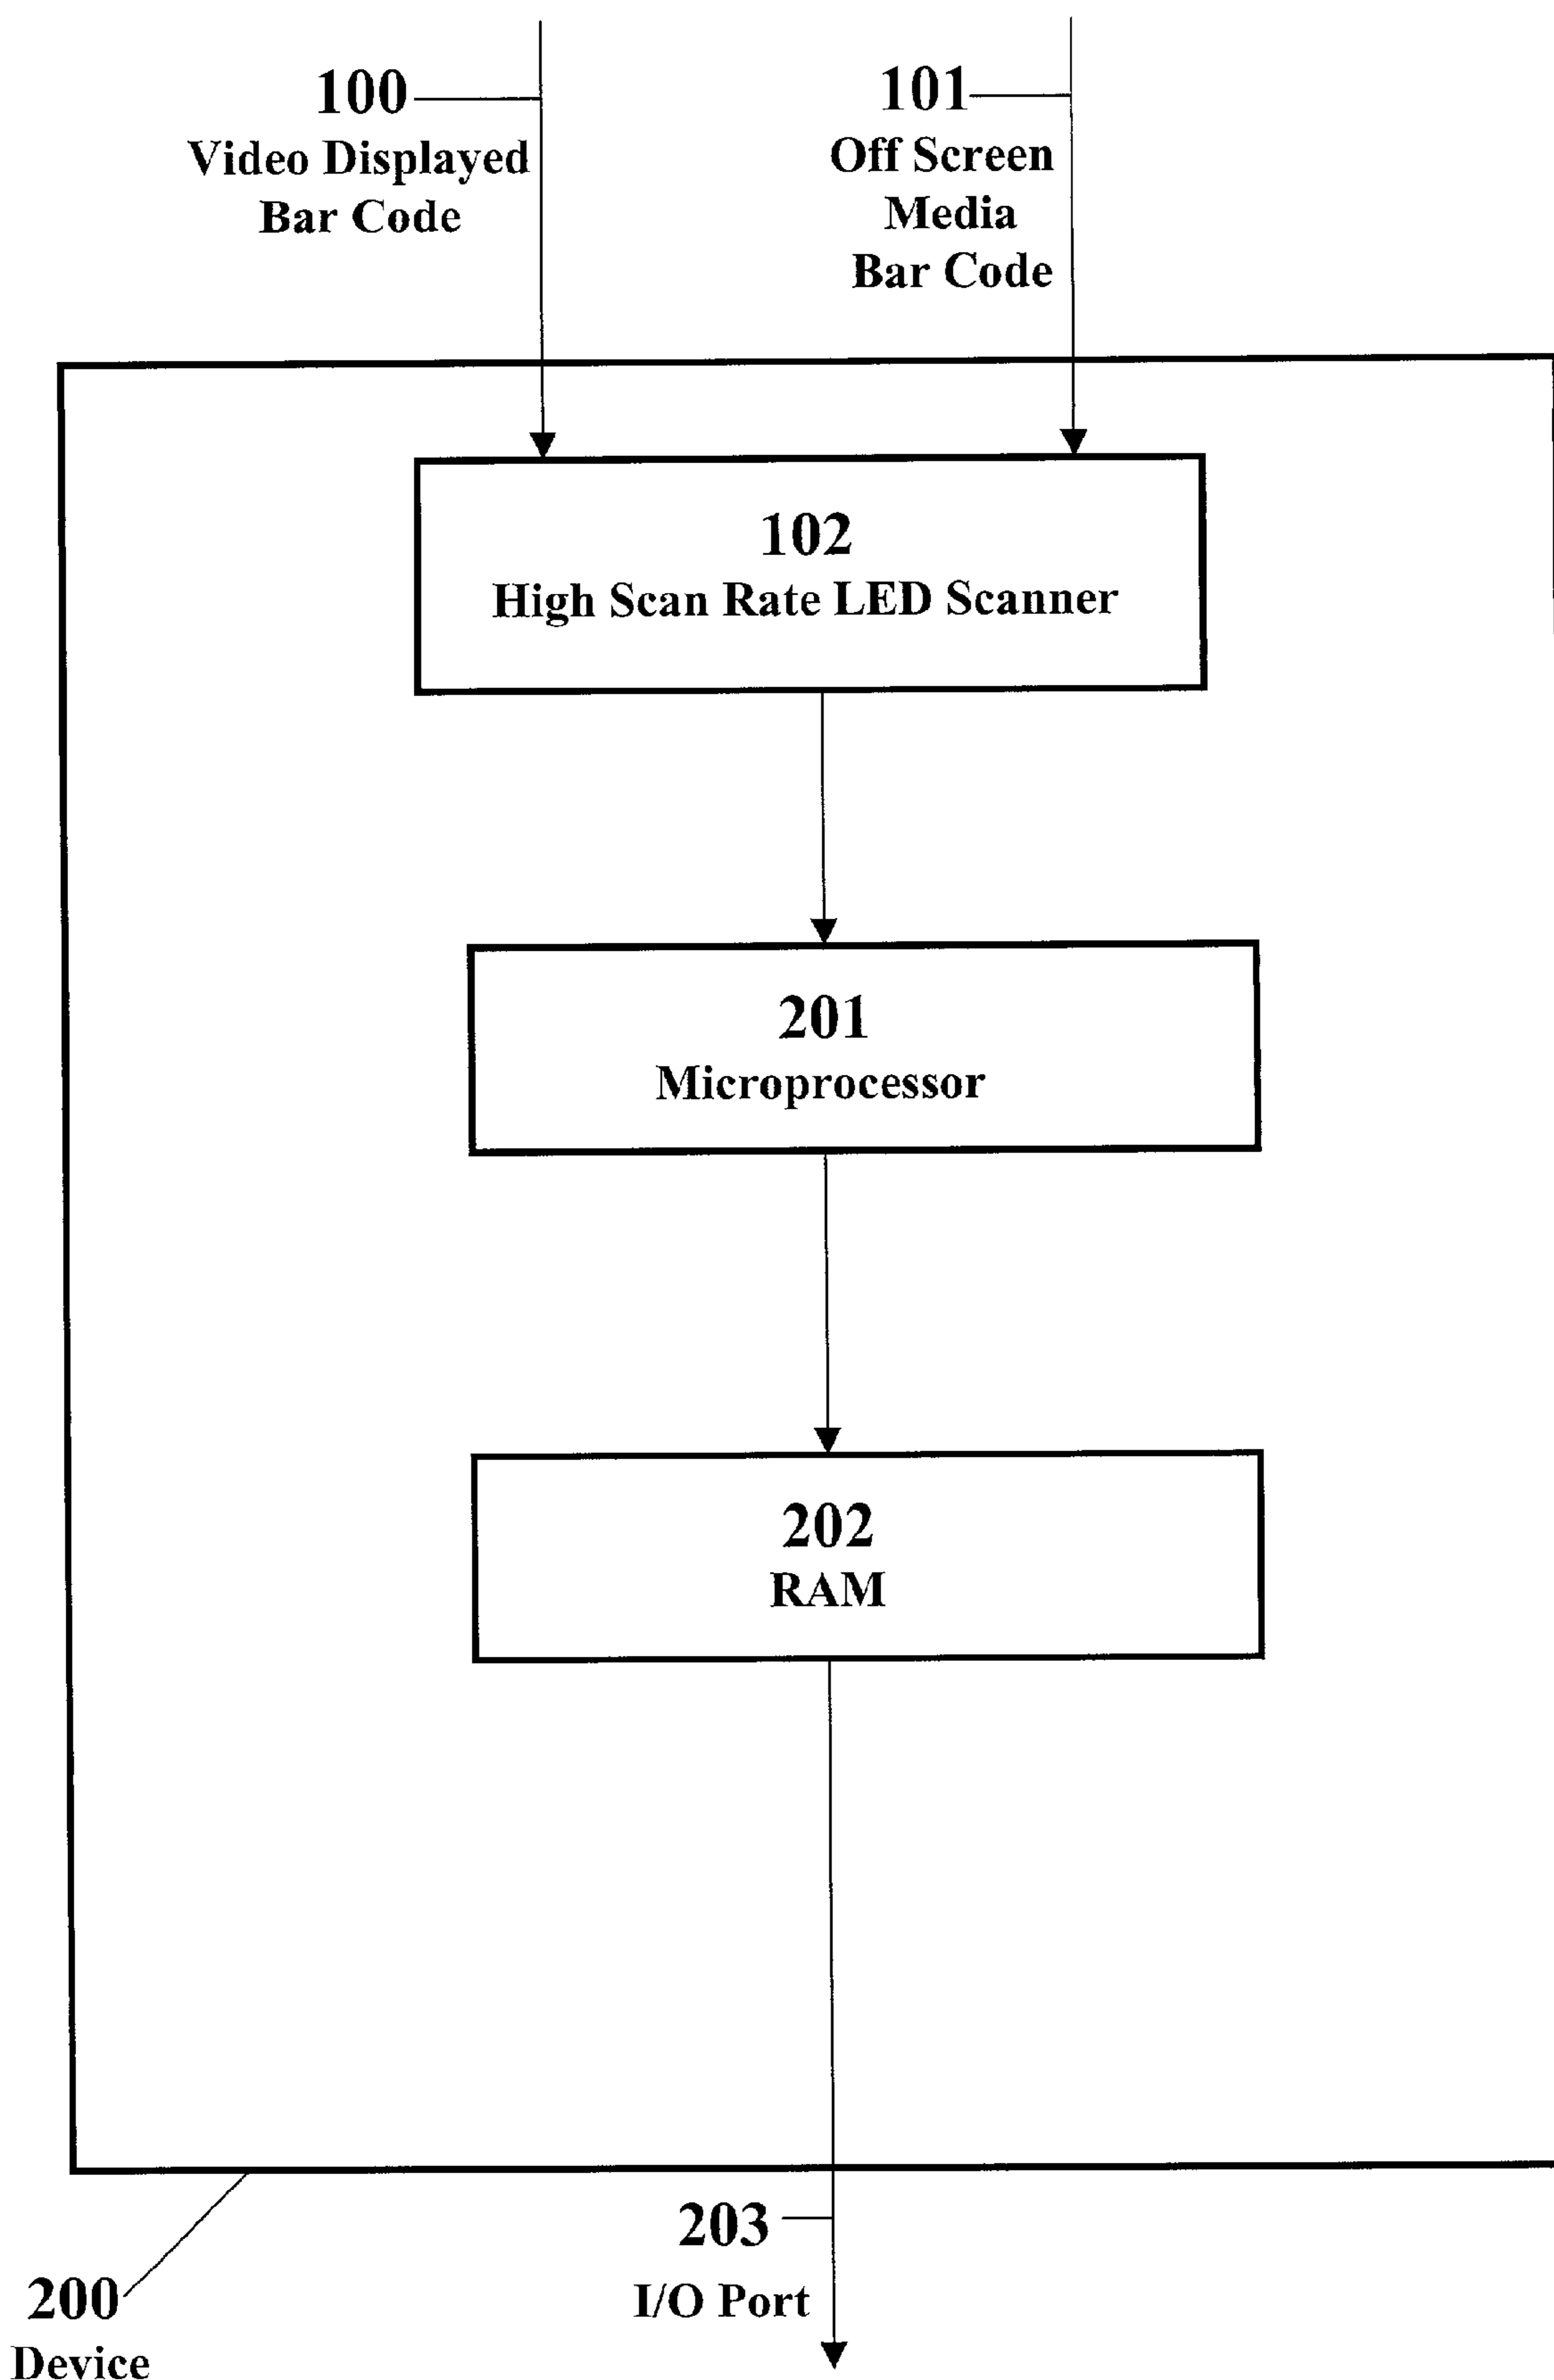 100
Video Displayed
Bar Code
101
Off Screen
Media
Bar Code
102
High Scan Rate LED Scanner
201
Microprocessor
202
RAM
203
I/O Port
200
Device